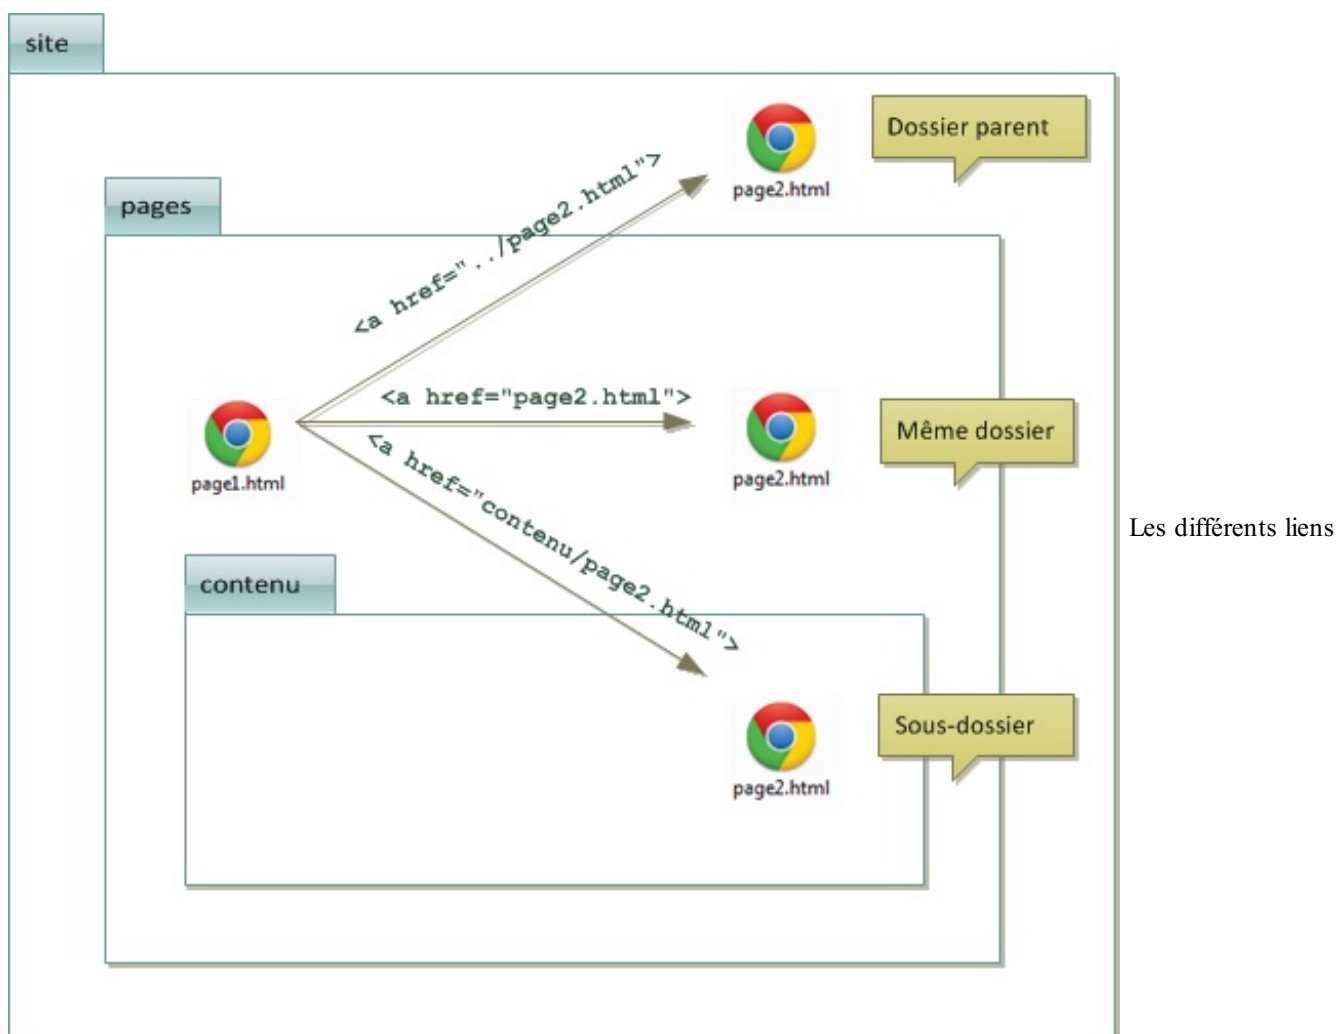 site
Dossier parent
page2.html
<a href="../page2.html">
pages
<a href="page2.html">
Même dossier
page1.html
page2.html
<a href="contenu/page2.html">
Les différents liens
contenu
Sous-dossier
page2.html